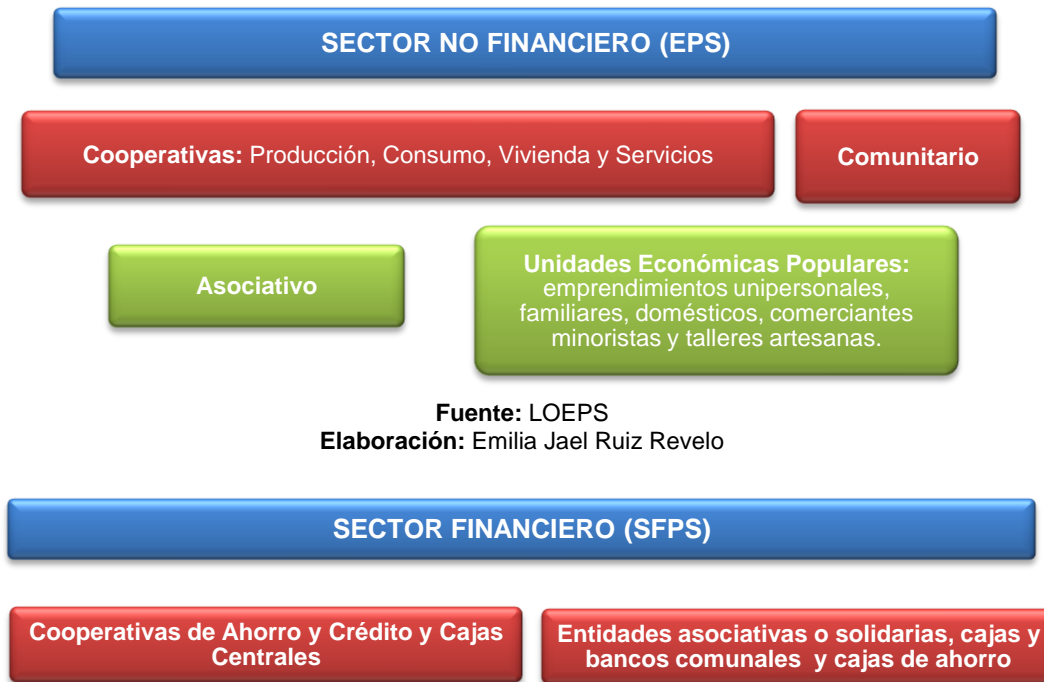 SECTOR NO FINANCIERO (EPS)
Cooperativas: Producción, Consumo, Vivienda y Servicios
Comunitario
Asociativo
Unidades Económicas Populares:
emprendimientos unipersonales,
familiares, domésticos, comerciantes
minoristas y talleres artesanas.
Fuente: LOEPS
Elaboración: Emilia Jael Ruiz Revelo
SECTOR FINANCIERO (SFPS)
Cooperativas de Ahorro y Crédito y Cajas
Centrales
Entidades asociativas o solidarias, cajas y
bancos comunales y cajas de ahorro